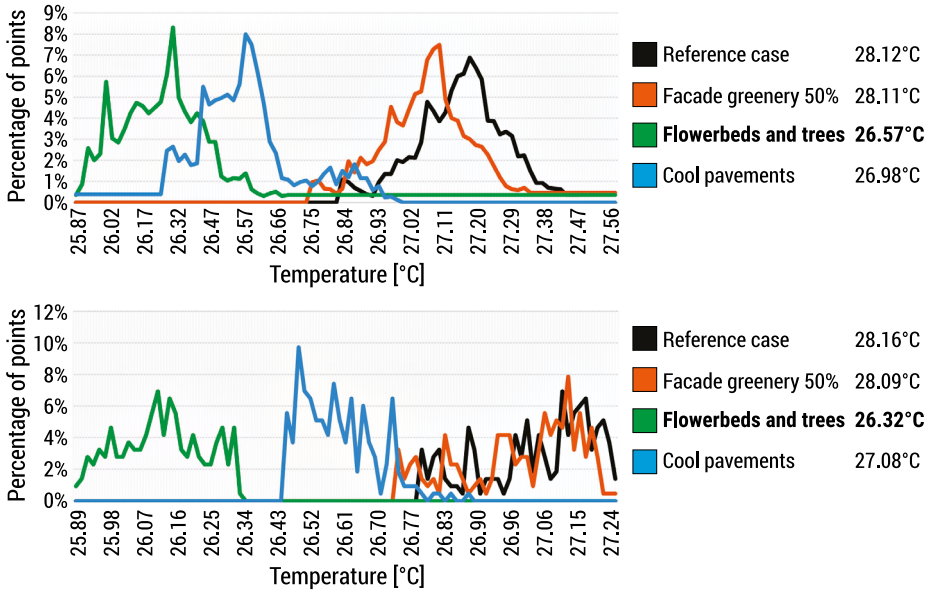 9%
8%
7%
6%
5%
4%
3%
2%
1%
0%
Percentage of points
25.87 26.02 26.17 26.32 26.47 26.57 26.66 26.75 26.84 26.93 27.02 27.11 27.20 27.29 27.38 27.47 27.56
Temperature [°C]
Reference case 28.12°C
Facade greenery 50% 28.11°C
Flowerbeds and trees 26.57°C
Cool pavements 26.98°C
12%
10%
8%
6%
4%
2%
0%
Percentage of points
25.89 25.98 26.07 26.16 26.25 26.34 26.43 26.52 26.61 26.70 26.77 26.83 26.90 26.96 27.06 27.15 27.24
Temperature [°C]
Reference case 28.16°C
Facade greenery 50% 28.09°C
Flowerbeds and trees 26.32°C
Cool pavements 27.08°C